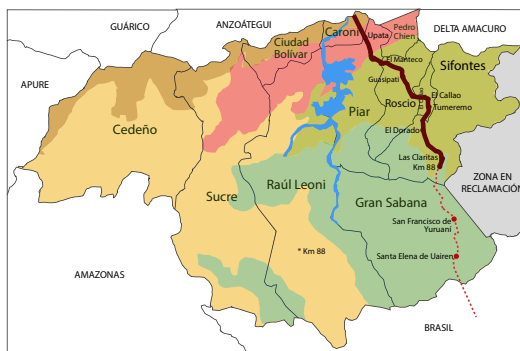 GUÁRICO
ANZOÁTEGUI
Caroní
Pedro
Chien
DELTA AMACURO
Upata
Ciudad
Bolívar
El Manteco
Sifontes
APURE
Guasipati
El Callao
Roscio
Tumeremo
Piar
Cedeño
El Dorado
Las Claritas
Km 88
ZONA EN
RECLAMACIÓN
Raúl Leoni
Sucre
Gran Sabana
San Francisco de
Yuruaní
* Km 88
Santa Elena de Uairen
AMAZONAS
BRASIL